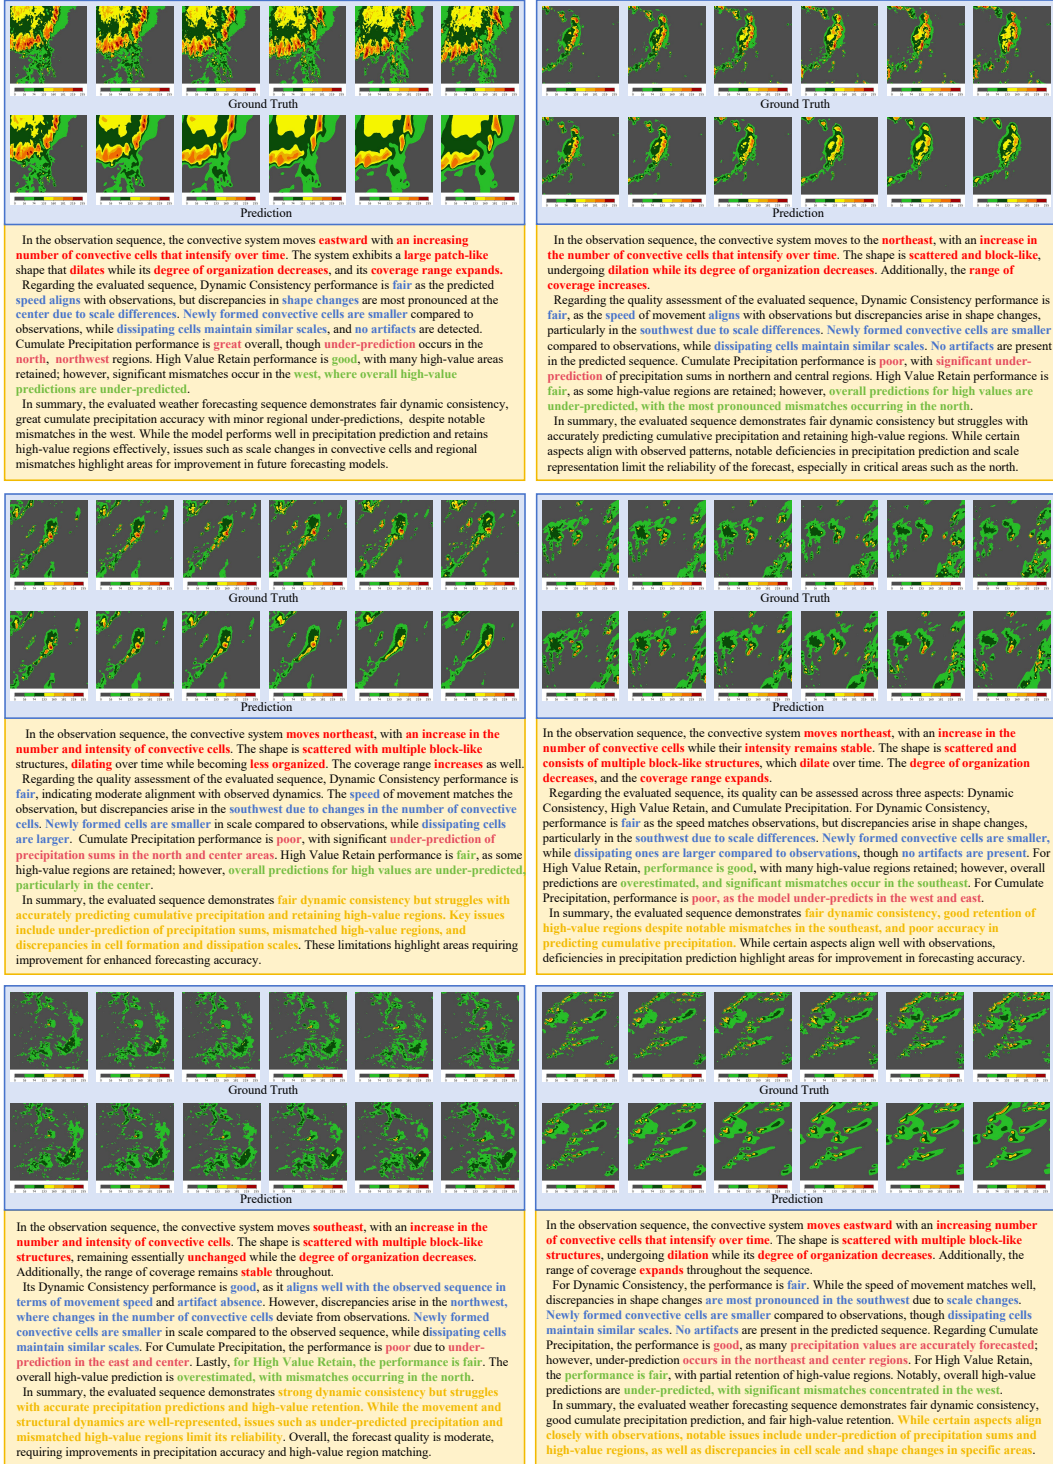 Ground Truth
Prediction
In the observation sequence, the convective system moves eastward with an increasing
number of convective cells that intensify over time. The system exhibits a large patch-like
shape that dilates while its degree of organization decreases, and its coverage range expands.
Regarding the evaluated sequence, Dynamic Consistency performance is fair as the predicted
speed aligns with observations, but discrepancies in shape changes are most pronounced at the
center due to scale differences. Newly formed convective cells are smaller compared to
observations, while dissipating cells maintain similar scales, and no artifacts are detected.
Cumulate Precipitation performance is great overall, though under-prediction occurs in the
north, northwest regions. High Value Retain performance is good, with many high-value areas
retained; however, significant mismatches occur in the west, where overall high-value
predictions are under-predicted.
In summary, the evaluated weather forecasting sequence demonstrates fair dynamic consistency,
great cumulate precipitation accuracy with minor regional under-predictions, despite notable
mismatches in the west. While the model performs well in precipitation prediction and retains
high-value regions effectively, issues such as scale changes in convective cells and regional
mismatches highlight areas for improvement in future forecasting models.
Ground Truth
Prediction
In the observation sequence, the convective system moves to the northeast, with an increase in
the number of convective cells that intensify over time. The shape is scattered and block-like,
undergoing dilation while its degree of organization decreases. Additionally, the range of
coverage increases.
Regarding the quality assessment of the evaluated sequence, Dynamic Consistency performance is
fair, as the speed of movement aligns with observations but discrepancies arise in shape changes,
particularly in the southwest due to scale differences. Newly formed convective cells are smaller
compared to observations, while dissipating cells maintain similar scales. No artifacts are present
in the predicted sequence. Cumulate Precipitation performance is poor, with significant under-
prediction of precipitation sums in northern and central regions. High Value Retain performance is
fair, as some high-value regions are retained; however, overall predictions for high values are
under-predicted, with the most pronounced mismatches occurring in the north.
In summary, the evaluated sequence demonstrates fair dynamic consistency but struggles with
accurately predicting cumulative precipitation and retaining high-value regions. While certain
aspects align with observed patterns, notable deficiencies in precipitation prediction and scale
representation limit the reliability of the forecast, especially in critical areas such as the north.
Ground Truth
Prediction
In the observation sequence, the convective system moves northeast, with an increase in the
number and intensity of convective cells. The shape is scattered with multiple block-like
structures, dilating over time while becoming less organized. The coverage range increases as well.
Regarding the quality assessment of the evaluated sequence, Dynamic Consistency performance is
fair, indicating moderate alignment with observed dynamics. The speed of movement matches the
observation, but discrepancies arise in the southwest due to changes in the number of convective
cells. Newly formed cells are smaller in scale compared to observations, while dissipating cells
are larger. Cumulate Precipitation performance is poor, with significant under-prediction of
precipitation sums in the north and center areas. High Value Retain performance is fair, as some
high-value regions are retained; however, overall predictions for high values are under-predicted,
particularly in the center.
In summary, the evaluated sequence demonstrates fair dynamic consistency but struggles with
accurately predicting cumulative precipitation and retaining high-value regions. Key issues
include under-prediction of precipitation sums, mismatched high-value regions, and
discrepancies in cell formation and dissipation scales. These limitations highlight areas requiring
improvement for enhanced forecasting accuracy.
Ground Truth
Prediction
In the observation sequence, the convective system moves northeast, with an increase in the
number of convective cells while their intensity remains stable. The shape is scattered and
consists of multiple block-like structures, which dilate over time. The degree of organization
decreases, and the coverage range expands.
Regarding the evaluated sequence, its quality can be assessed across three aspects: Dynamic
Consistency, High Value Retain, and Cumulate Precipitation. For Dynamic Consistency,
performance is fair as the speed matches observations, but discrepancies arise in shape changes,
particularly in the southwest due to scale differences. Newly formed convective cells are smaller,
while dissipating ones are larger compared to observations, though no artifacts are present. For
High Value Retain, performance is good, with many high-value regions retained; however, overall
predictions are overestimated, and significant mismatches occur in the southeast. For Cumulate
Precipitation, performance is poor, as the model under-predicts in the west and east.
In summary, the evaluated sequence demonstrates fair dynamic consistency, good retention of
high-value regions despite notable mismatches in the southeast, and poor accuracy in
predicting cumulative precipitation. While certain aspects align well with observations,
deficiencies in precipitation prediction highlight areas for improvement in forecasting accuracy.
Ground Truth
Prediction
In the observation sequence, the convective system moves southeast, with an increase in the
number and intensity of convective cells. The shape is scattered with multiple block-like
structures, remaining essentially unchanged while the degree of organization decreases.
Additionally, the range of coverage remains stable throughout.
Its Dynamic Consistency performance is good, as it aligns well with the observed sequence in
terms of movement speed and artifact absence. However, discrepancies arise in the northwest,
where changes in the number of convective cells deviate from observations. Newly formed
convective cells are smaller in scale compared to the observed sequence, while dissipating cells
maintain similar scales. For Cumulate Precipitation, the performance is poor due to under-
prediction in the east and center. Lastly, for High Value Retain, the performance is fair. The
overall high-value prediction is overestimated, with mismatches occurring in the north.
In summary, the evaluated sequence demonstrates strong dynamic consistency but struggles
with accurate precipitation predictions and high-value retention. While the movement and
structural dynamics are well-represented, issues such as under-predicted precipitation and
mismatched high-value regions limit its reliability. Overall, the forecast quality is moderate,
requiring improvements in precipitation accuracy and high-value region matching.
Ground Truth
Prediction
In the observation sequence, the convective system moves eastward with an increasing number
of convective cells that intensify over time. The shape is scattered with multiple block-like
structures, undergoing dilation while its degree of organization decreases. Additionally, the
range of coverage expands throughout the sequence.
For Dynamic Consistency, the performance is fair. While the speed of movement matches well,
discrepancies in shape changes are most pronounced in the southwest due to scale changes.
Newly formed convective cells are smaller compared to observations, though dissipating cells
maintain similar scales. No artifacts are present in the predicted sequence. Regarding Cumulate
Precipitation, the performance is good, as many precipitation values are accurately forecasted;
however, under-prediction occurs in the northeast and center regions. For High Value Retain,
the performance is fair, with partial retention of high-value regions. Notably, overall high-value
predictions are under-predicted, with significant mismatches concentrated in the west.
In summary, the evaluated weather forecasting sequence demonstrates fair dynamic consistency,
good cumulate precipitation prediction, and fair high-value retention. While certain aspects align
closely with observations, notable issues include under-prediction of precipitation sums and
high-value regions, as well as discrepancies in cell scale and shape changes in specific areas.